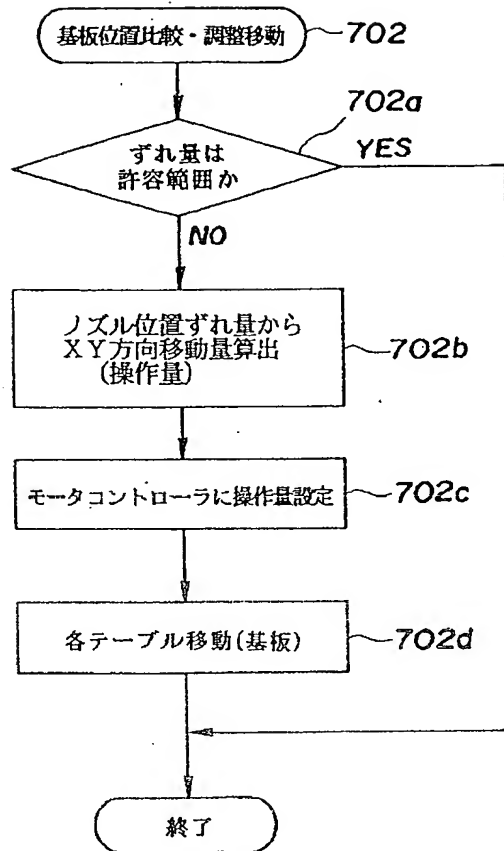 基板位置比較・調整移動
702
702a
ずれ量は
許容範囲か
YES
NO
ノズル位置ずれ量から
XY方向移動量算出
(操作量)
702b
モータコントローラに操作量設定
702c
各テーブル移動(基板)
702d
終了